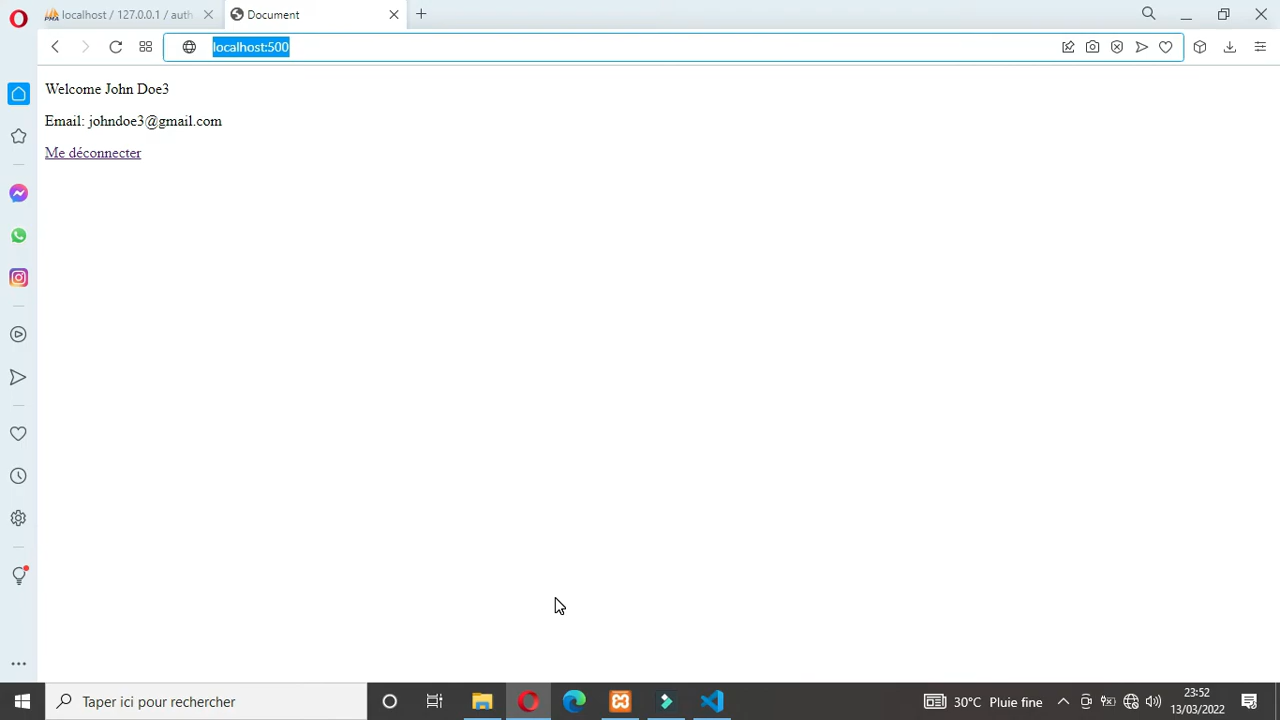 localhost / 127.0.0.1 / auth
Document
localhost:500
Welcome John Doe3
Email: johndoe3@gmail.com
Me déconnecter
Taper ici pour rechercher
30°C Pluie fine
23:52
13/03/2022